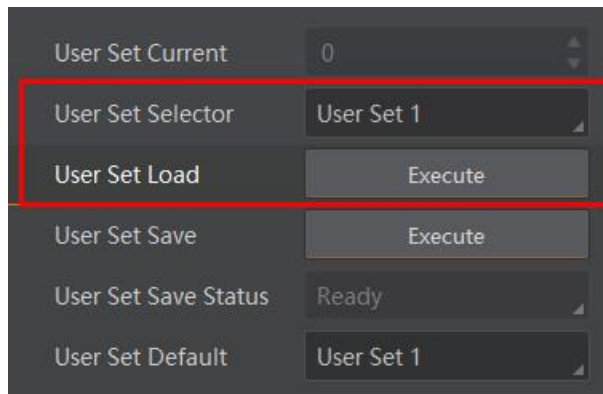 User Set Current 0
User Set Selector User Set 1
User Set Load Execute
User Set Save Execute
User Set Save Status Ready
User Set Default User Set 1